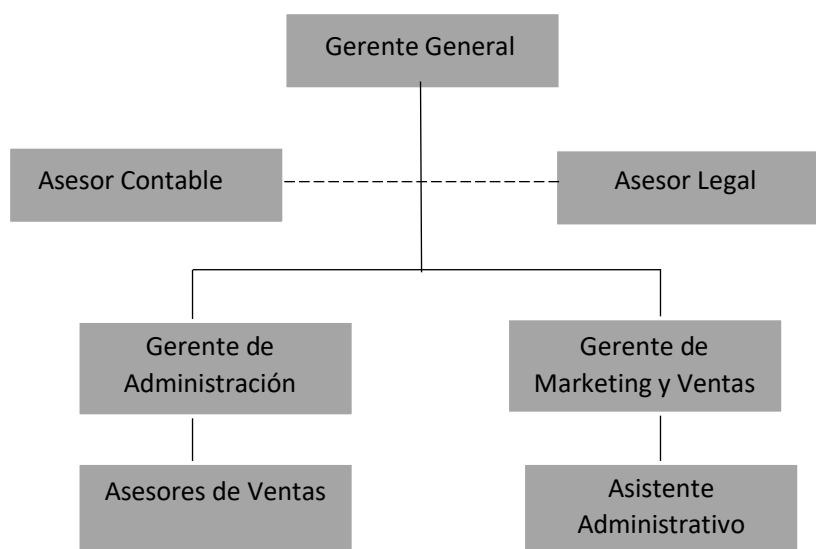 Gerente General
Asesor Contable
Asesor Legal
Gerente de
Administración
Gerente de
Marketing y Ventas
Asesores de Ventas
Asistente
Administrativo